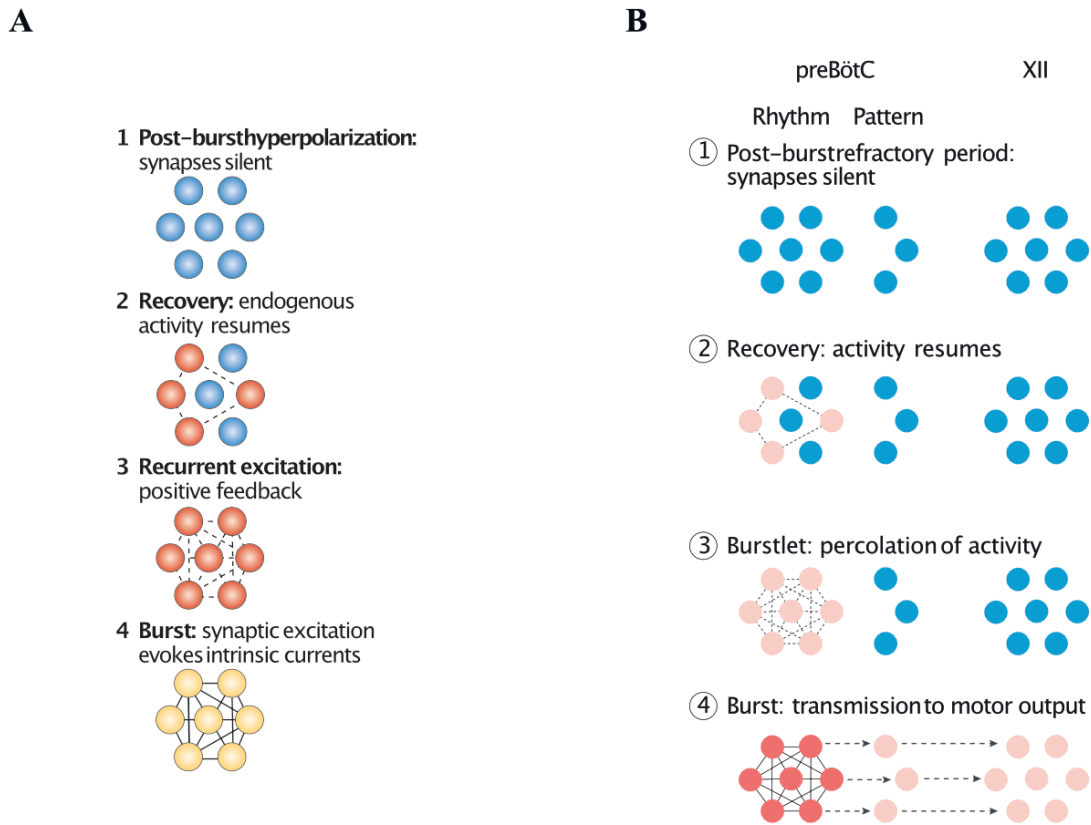 A
1 Post-bursthyperpolarization:
synapses silent
2 Recovery: endogenous
activity resumes
3 Recurrent excitation:
positive feedback
4 Burst: synaptic excitation
evokes intrinsic currents
B
preBötC XII
Rhythm Pattern
1 Post-burstrefractory period:
synapses silent
2 Recovery: activity resumes
3 Burstlet: percolation of activity
4 Burst: transmission to motor output